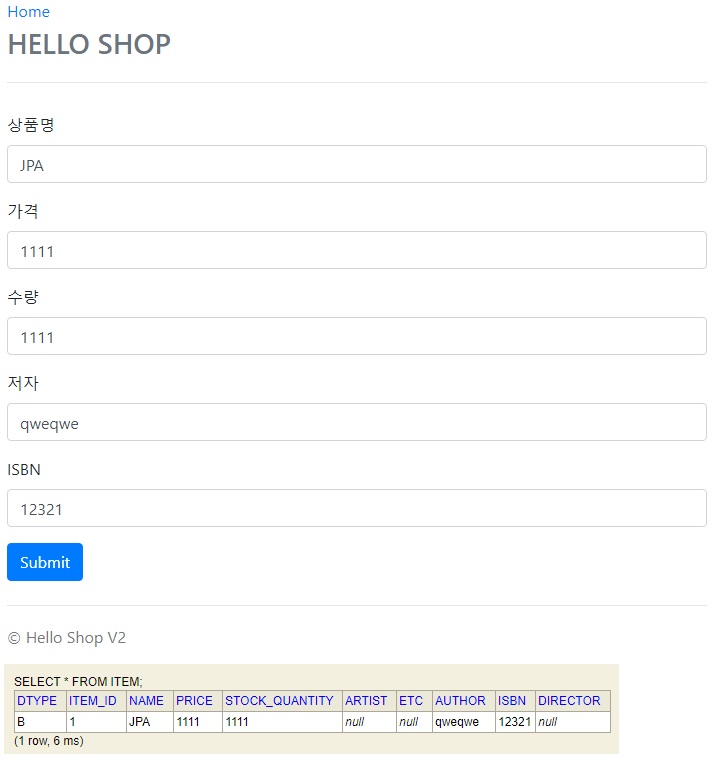 Home
HELLO SHOP
상품명
JPA
가격
1111
수량
1111
저자
qweqwe
ISBN
12321
Submit
© Hello Shop V2
SELECT * FROM ITEM;
DTYPE ITEM_ID NAME PRICE STOCK_QUANTITY ARTIST ETC AUTHOR ISBN DIRECTOR
B 1 JPA 1111 1111 null null qweqwe 12321 null
(1 row, 6 ms)